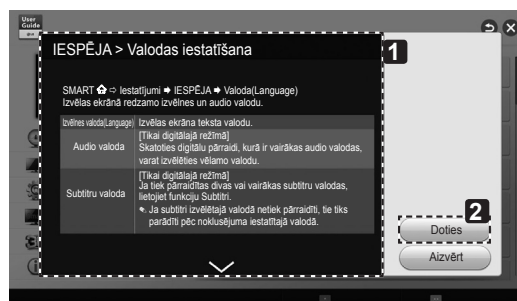 User
Guide
IESPĒJA > Valodas iestatīšana
1
SMART ⇨ Iestatījumi ➡ IESPĒJA ➡ Valoda(Language)
Izvēlas ekrānā redzamo izvēlnes un audio valodu.
Izvēlnes valoda(Language) Izvēlas ekrāna teksta valodu.
Audio valoda
[Tikai digitālajā režīmā]
Skatoties digitālu pārraidi, kurā ir vairākas audio valodas,
varat izvēlēties vēlamo valodu.
Subtitru valoda
[Tikai digitālajā režīmā]
Ja tiek pārraidītas divas vai vairākas subtitru valodas,
lietojiet funkciju Subtitri.
Ja subtitri izvēlētajā valodā netiek pārraidīti, tie tiks
parādīti pēc noklusējuma iestatītajā valodā.
2
Doties
Aizvērt